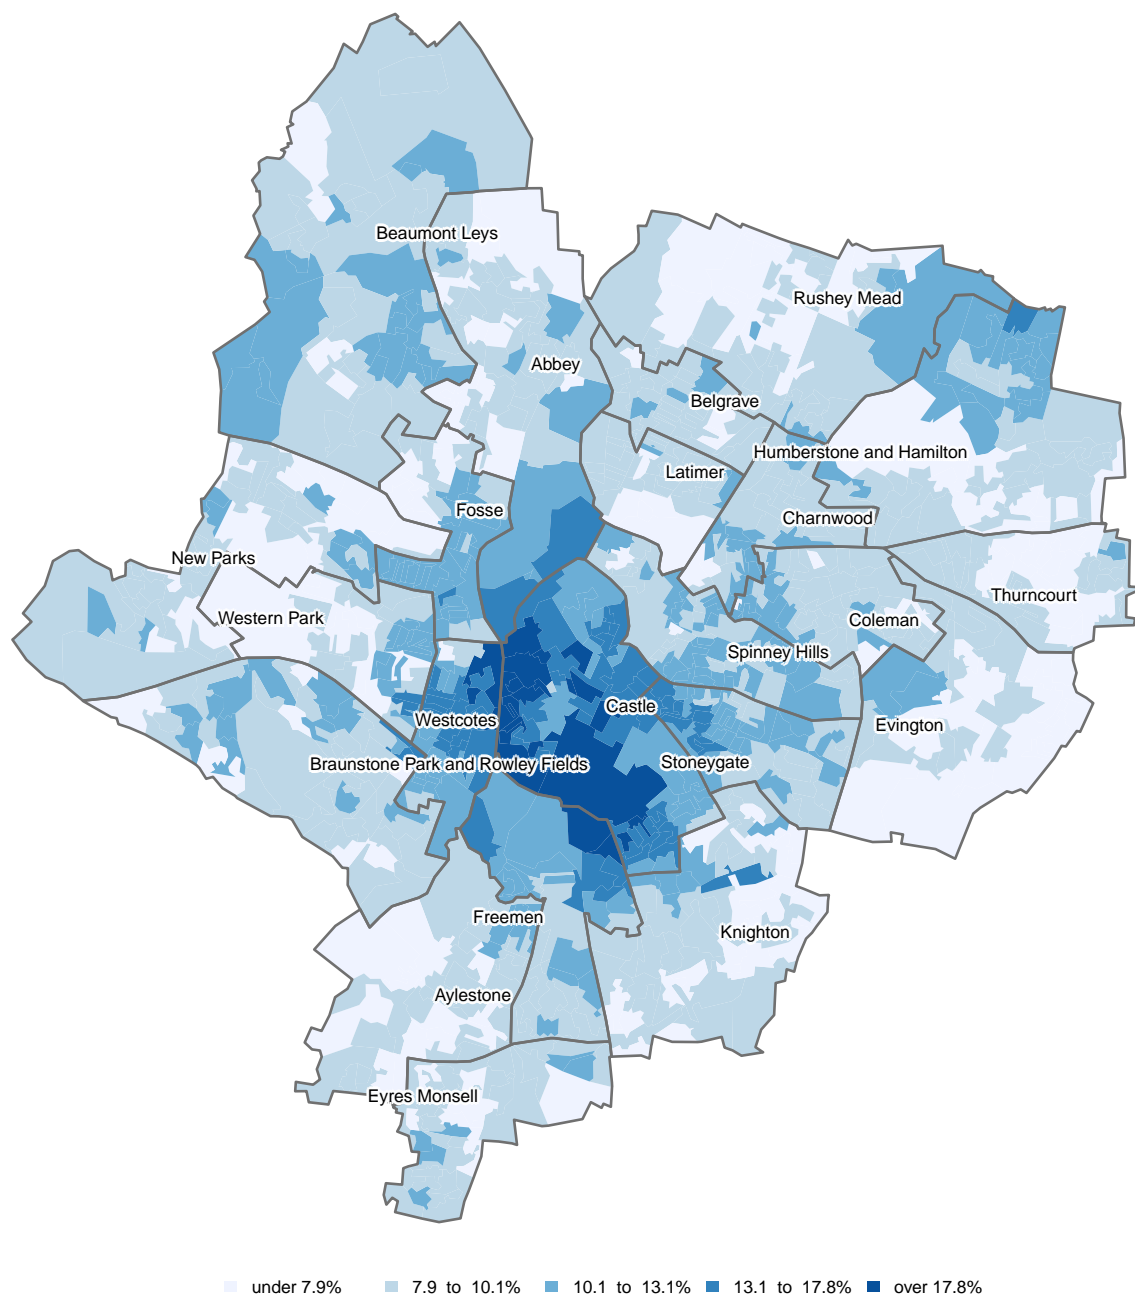 Beaumont Leys
Rushey Mead
Abbey
Belgrave
Humberstone and Hamilton
Latimer
Fosse
Charnwood
New Parks
Thurncourt
Western Park
Coleman
Spinney Hills
Castle
Westcotes
Evington
Braunstone Park and Rowley Fields
Stoneygate
Freemen
Knighton
Aylestone
Eyres Monsell
under 7.9% 7.9 to 10.1% 10.1 to 13.1% 13.1 to 17.8% over 17.8%